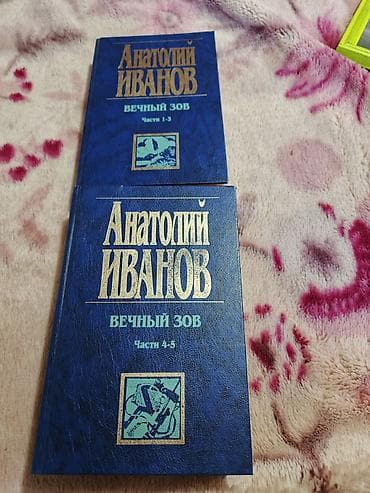 Анатолий
ИВАНОВ
ВЕЧНЫЙ ЗОВ
Части 1-3
Анатолий
ИВАНОВ
ВЕЧНЫЙ ЗОВ
Части 4-5